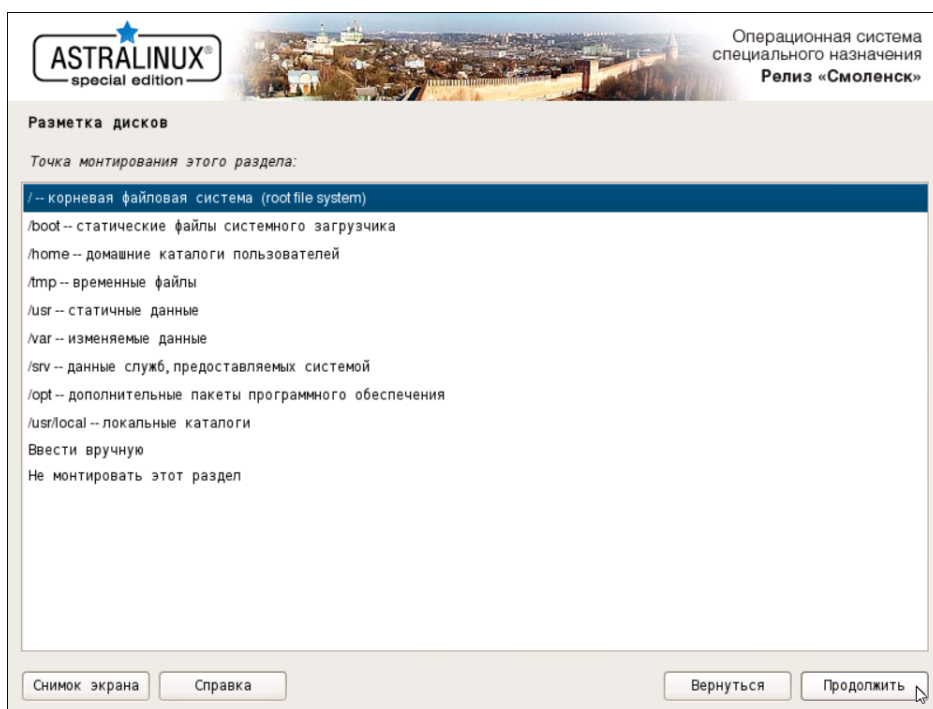 ASTRALINUX®
special edition
Операционная система
специального назначения
Релиз «Смоленск»
Разметка дисков
Точка монтирования этого раздела:
/ -- корневая файловая система (root file system)
/boot -- статические файлы системного загрузчика
/home -- домашние каталоги пользователей
/tmp -- временные файлы
/usr -- статичные данные
/var -- изменяемые данные
/srv -- данные служб, предоставляемых системой
/opt -- дополнительные пакеты программного обеспечения
/usr/local -- локальные каталоги
Ввести вручную
Не монтировать этот раздел
Снимок экрана Справка Вернуться Продолжить